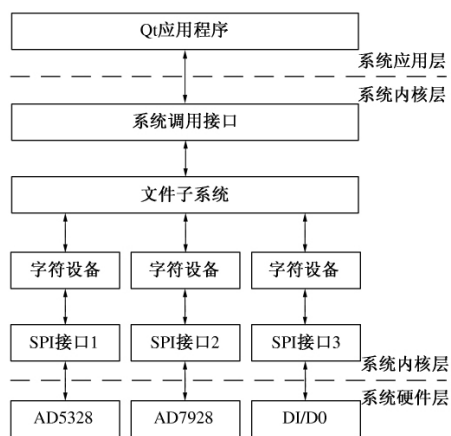 Qt应用程序
系统应用层
系统内核层
系统调用接口
文件子系统
字符设备 字符设备 字符设备
SPI接口1 SPI接口2 SPI接口3
系统内核层
系统硬件层
AD5328 AD7928 DI/D0